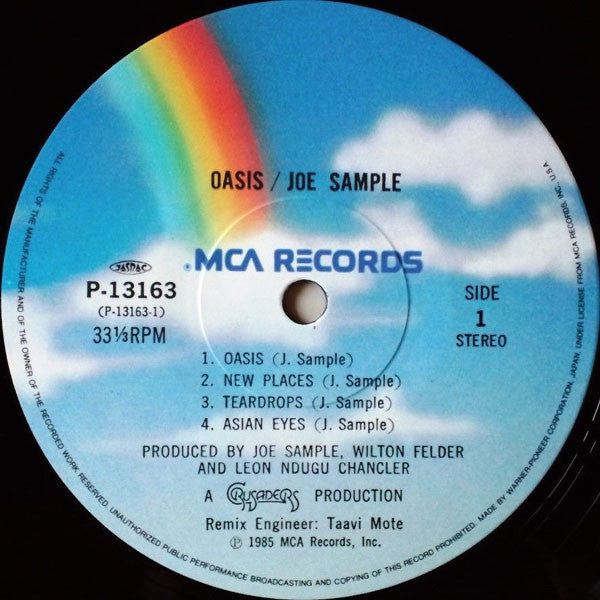 OASIS / JOE SAMPLE
MCA RECORDS
JASRAC
P-13163
(P-13163-1)
33⅓RPM
SIDE
1
STEREO
1. OASIS (J. Sample)
2. NEW PLACES (J. Sample)
3. TEARDROPS (J. Sample)
4. ASIAN EYES (J. Sample)
PRODUCED BY JOE SAMPLE, WILTON FELDER
AND LEON NDUGU CHANCLER
A CRUSADERS PRODUCTION
Remix Engineer: Taavi Mote
Ⓟ 1985 MCA Records, Inc.
ALL RIGHTS OF THE MANUFACTURER AND OF THE OWNER OF THE RECORDED WORK RESERVED. UNAUTHORIZED PUBLIC PERFORMANCE BROADCASTING AND COPYING OF THIS RECORD PROHIBITED. MADE BY WARNER-PIONEER CORPORATION, JAPAN, UNDER LICENSE FROM MCA RECORDS, INC., U.S.A.